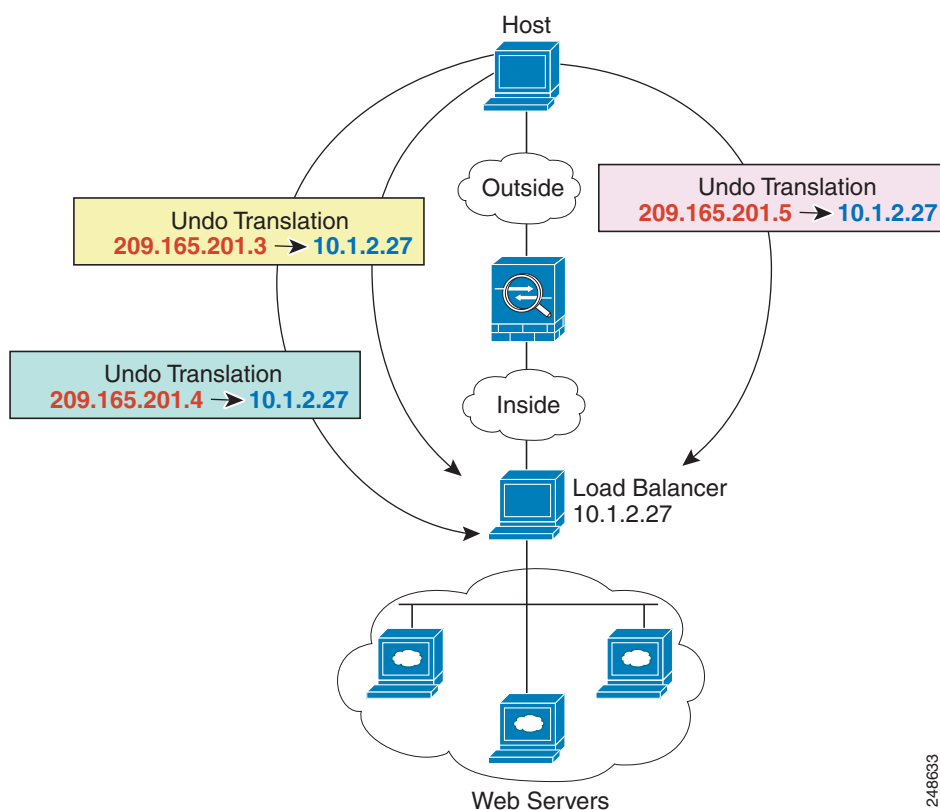 Host
Outside
Undo Translation
209.165.201.5 → 10.1.2.27
Undo Translation
209.165.201.3 → 10.1.2.27
Undo Translation
209.165.201.4 → 10.1.2.27
Inside
Load Balancer
10.1.2.27
Web Servers
248633